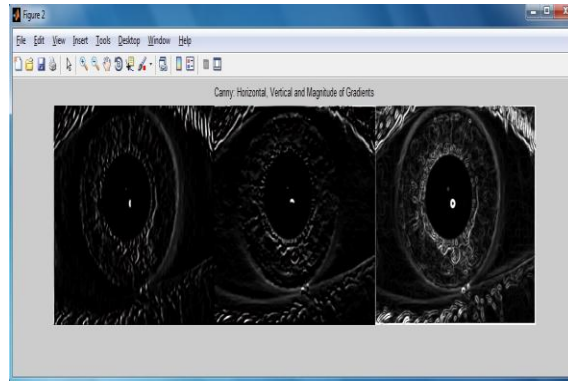 Figure 2
File Edit View Insert Tools Desktop Window Help
Canny: Horizontal, Vertical and Magnitude of Gradients